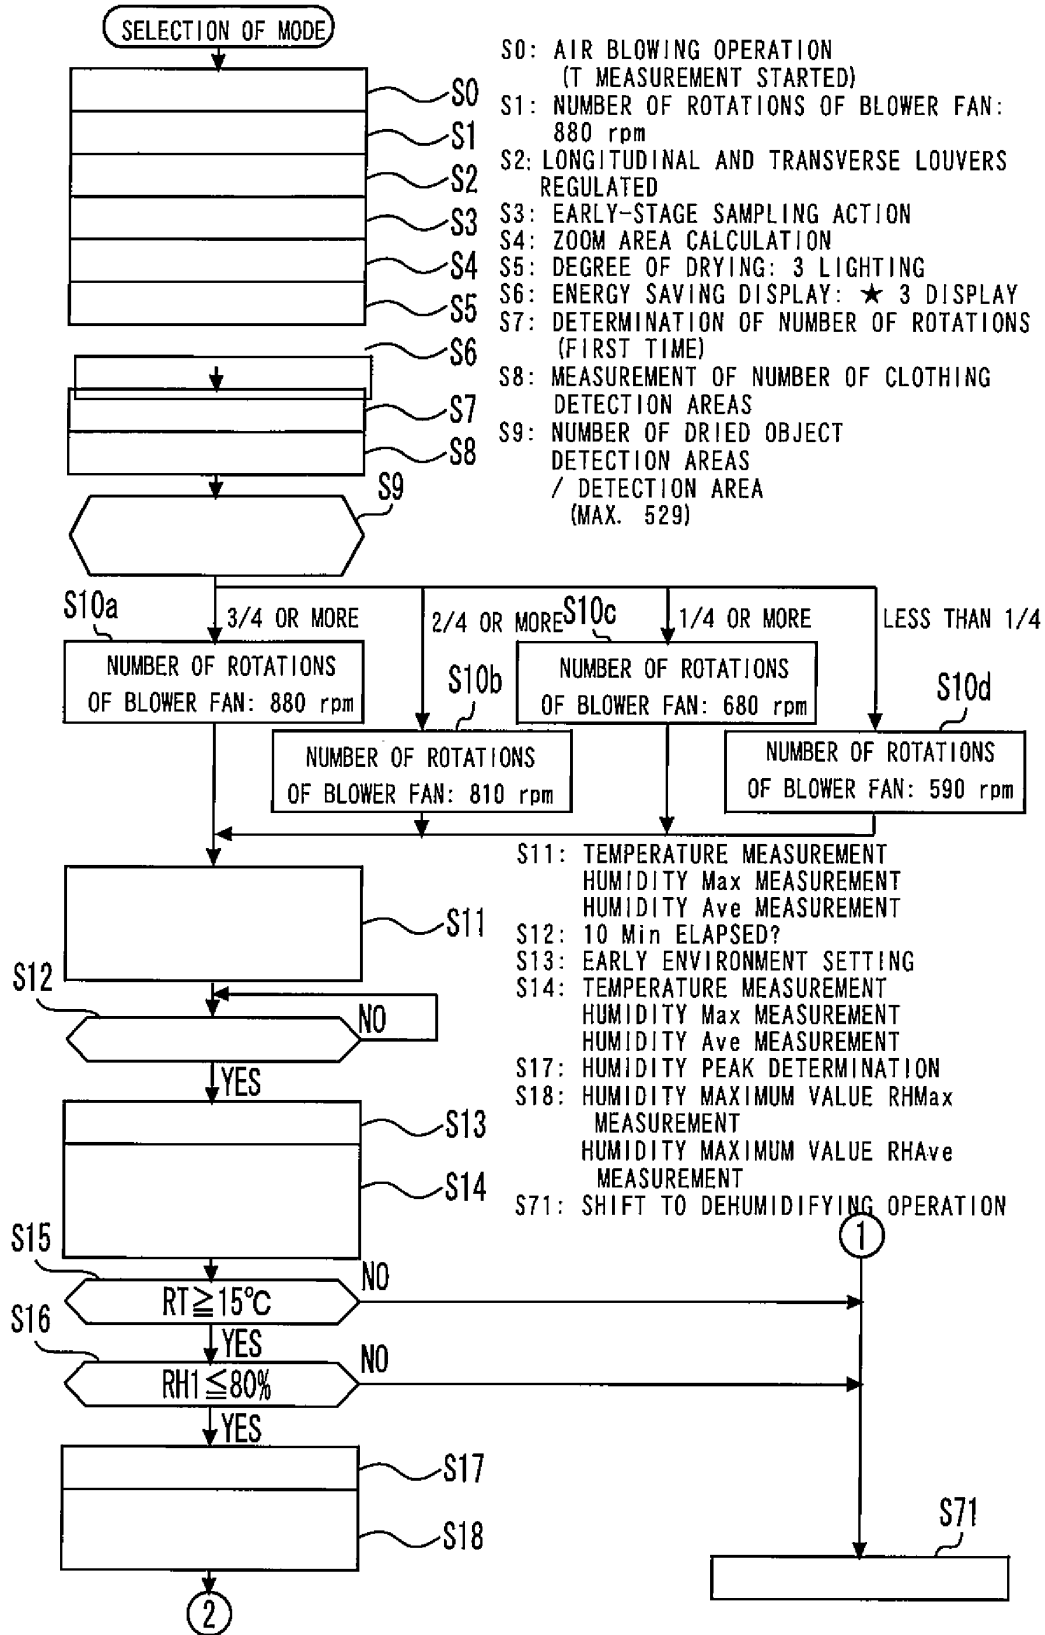 SELECTION OF MODE
S0
S1
S2
S3
S4
S5
S6
S7
S8
S0: AIR BLOWING OPERATION
(T MEASUREMENT STARTED)
S1: NUMBER OF ROTATIONS OF BLOWER FAN:
880 rpm
S2: LONGITUDINAL AND TRANSVERSE LOUVERS
REGULATED
S3: EARLY-STAGE SAMPLING ACTION
S4: ZOOM AREA CALCULATION
S5: DEGREE OF DRYING: 3 LIGHTING
S6: ENERGY SAVING DISPLAY: ★ 3 DISPLAY
S7: DETERMINATION OF NUMBER OF ROTATIONS
(FIRST TIME)
S8: MEASUREMENT OF NUMBER OF CLOTHING
DETECTION AREAS
S9: NUMBER OF DRIED OBJECT
DETECTION AREAS
/ DETECTION AREA
(MAX. 529)
S9
S10a
3/4 OR MORE
2/4 OR MORE
S10c
1/4 OR MORE
LESS THAN 1/4
NUMBER OF ROTATIONS
OF BLOWER FAN: 880 rpm
S10b
NUMBER OF ROTATIONS
OF BLOWER FAN: 810 rpm
NUMBER OF ROTATIONS
OF BLOWER FAN: 680 rpm
S10d
NUMBER OF ROTATIONS
OF BLOWER FAN: 590 rpm
S11
S12
NO
YES
S13
S14
S11: TEMPERATURE MEASUREMENT
HUMIDITY Max MEASUREMENT
HUMIDITY Ave MEASUREMENT
S12: 10 Min ELAPSED?
S13: EARLY ENVIRONMENT SETTING
S14: TEMPERATURE MEASUREMENT
HUMIDITY Max MEASUREMENT
HUMIDITY Ave MEASUREMENT
S17: HUMIDITY PEAK DETERMINATION
S18: HUMIDITY MAXIMUM VALUE RHMax
MEASUREMENT
HUMIDITY MAXIMUM VALUE RHAve
MEASUREMENT
S71: SHIFT TO DEHUMIDIFYING OPERATION
1
S15
RT≧15℃
NO
YES
S16
RH1≦80%
NO
YES
S17
S18
S71
2